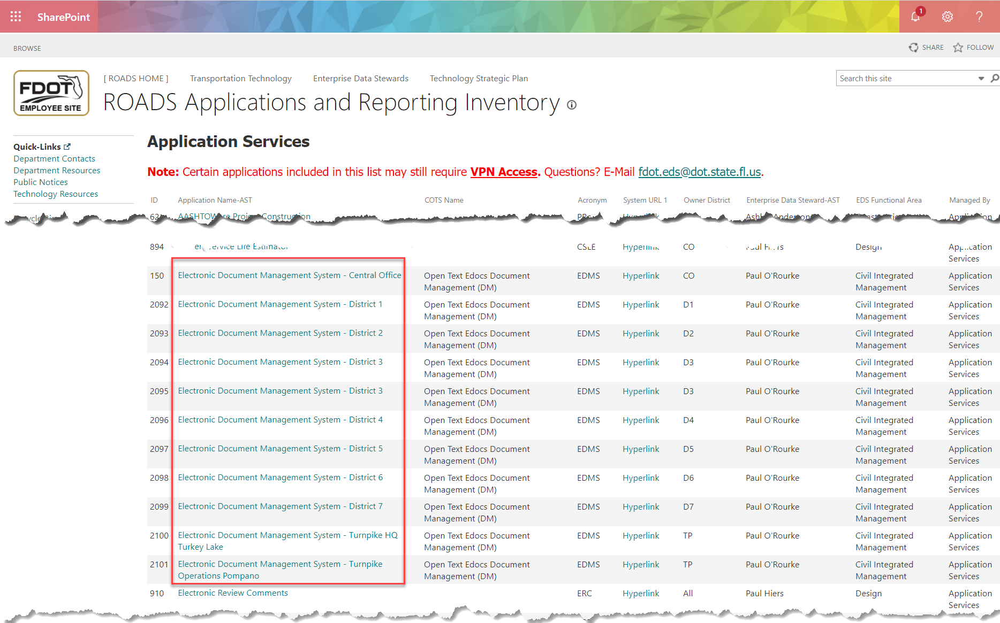 SharePoint
1
BROWSE
SHARE
FOLLOW
FDOT
EMPLOYEE SITE
[ ROADS HOME ] Transportation Technology Enterprise Data Stewards Technology Strategic Plan
Search this site
ROADS Applications and Reporting Inventory
Quick-Links
Department Contacts
Department Resources
Public Notices
Technology Resources
Application Services
Note: Certain applications included in this list may still require VPN Access. Questions? E-Mail fdot.eds@dot.state.fl.us.
ID Application Name-AST COTS Name Acronym System URL 1 Owner District Enterprise Data Steward-AST EDS Functional Area Managed By
Construction
894 Service Life Estimator CSLE Hyperlink CO Paul Hiers Design Application
Services
150 Electronic Document Management System - Central Office Open Text Edocs Document EDMS Hyperlink CO Paul O'Rourke Civil Integrated Application
Management (DM) Management Services
2092 Electronic Document Management System - District 1 Open Text Edocs Document EDMS Hyperlink D1 Paul O'Rourke Civil Integrated Application
Management (DM) Management Services
2093 Electronic Document Management System - District 2 Open Text Edocs Document EDMS Hyperlink D2 Paul O'Rourke Civil Integrated Application
Management (DM) Management Services
2094 Electronic Document Management System - District 3 Open Text Edocs Document EDMS Hyperlink D3 Paul O'Rourke Civil Integrated Application
Management (DM) Management Services
2095 Electronic Document Management System - District 3 Open Text Edocs Document EDMS Hyperlink D3 Paul O'Rourke Civil Integrated Application
Management (DM) Management Services
2096 Electronic Document Management System - District 4 Open Text Edocs Document EDMS Hyperlink D4 Paul O'Rourke Civil Integrated Application
Management (DM) Management Services
2097 Electronic Document Management System - District 5 Open Text Edocs Document EDMS Hyperlink D5 Paul O'Rourke Civil Integrated Application
Management (DM) Management Services
2098 Electronic Document Management System - District 6 Open Text Edocs Document EDMS Hyperlink D6 Paul O'Rourke Civil Integrated Application
Management (DM) Management Services
2099 Electronic Document Management System - District 7 Open Text Edocs Document EDMS Hyperlink D7 Paul O'Rourke Civil Integrated Application
Management (DM) Management Services
2100 Electronic Document Management System - Turnpike HQ Open Text Edocs Document EDMS Hyperlink TP Paul O'Rourke Civil Integrated Application
Turkey Lake Management (DM) Management Services
2101 Electronic Document Management System - Turnpike Open Text Edocs Document EDMS Hyperlink TP Paul O'Rourke Civil Integrated Application
Operations Pompano Management (DM) Management Services
910 Electronic Review Comments ERC Hyperlink All Paul Hiers Design Application
Services